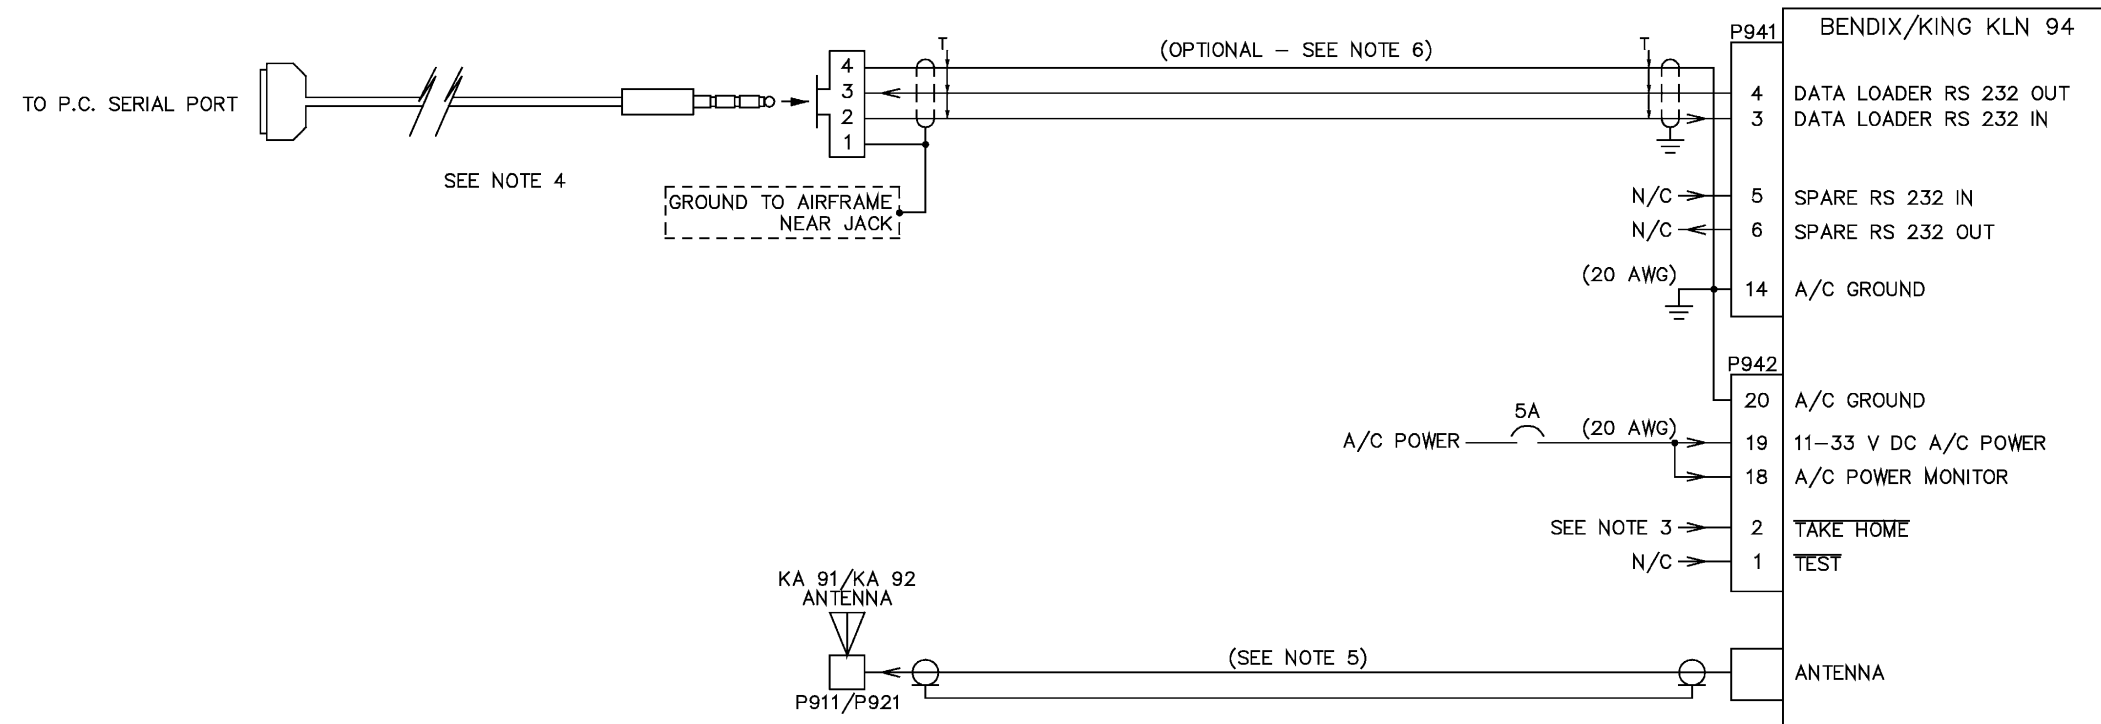 BENDIX/KING KLN 94
P941
T
(OPTIONAL – SEE NOTE 6)
T
4
3
2
1
TO P.C. SERIAL PORT
4 DATA LOADER RS 232 OUT
3 DATA LOADER RS 232 IN
SEE NOTE 4
GROUND TO AIRFRAME
NEAR JACK
N/C 5 SPARE RS 232 IN
N/C 6 SPARE RS 232 OUT
(20 AWG)
14 A/C GROUND
P942
20 A/C GROUND
5A
(20 AWG)
A/C POWER 19 11–33 V DC A/C POWER
18 A/C POWER MONITOR
SEE NOTE 3 2 TAKE HOME
N/C 1 TEST
KA 91/KA 92
ANTENNA
(SEE NOTE 5)
ANTENNA
P911/P921